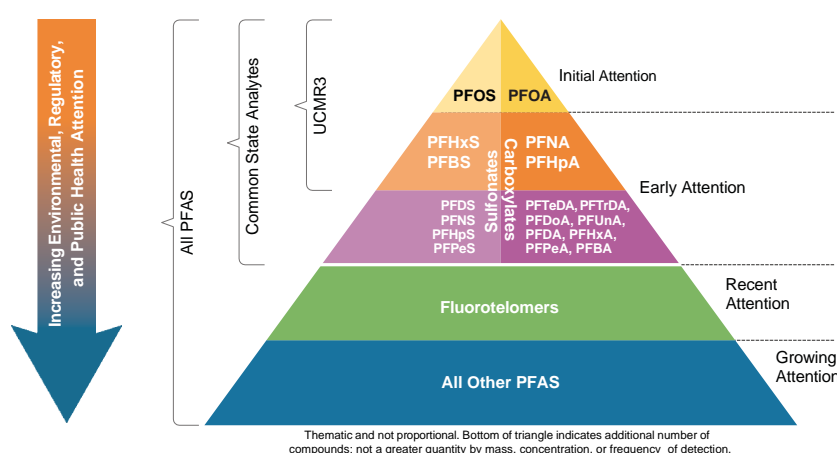 Increasing Environmental, Regulatory,
and Public Health Attention
All PFAS
Common State Analytes
UCMR3
PFOS
PFOA
Initial Attention
PFHxS
PFBS
PFNA
PFHpA
Sulfonates
Carboxylates
Early Attention
PFDS
PFNS
PFHpS
PFPeS
PFTeDA, PFTrDA,
PFDoA, PFUnA,
PFDA, PFHxA,
PFPeA, PFBA
Fluorotelomers
Recent
Attention
All Other PFAS
Growing
Attention
Thematic and not proportional. Bottom of triangle indicates additional number of
compounds; not a greater quantity by mass, concentration, or frequency of detection.